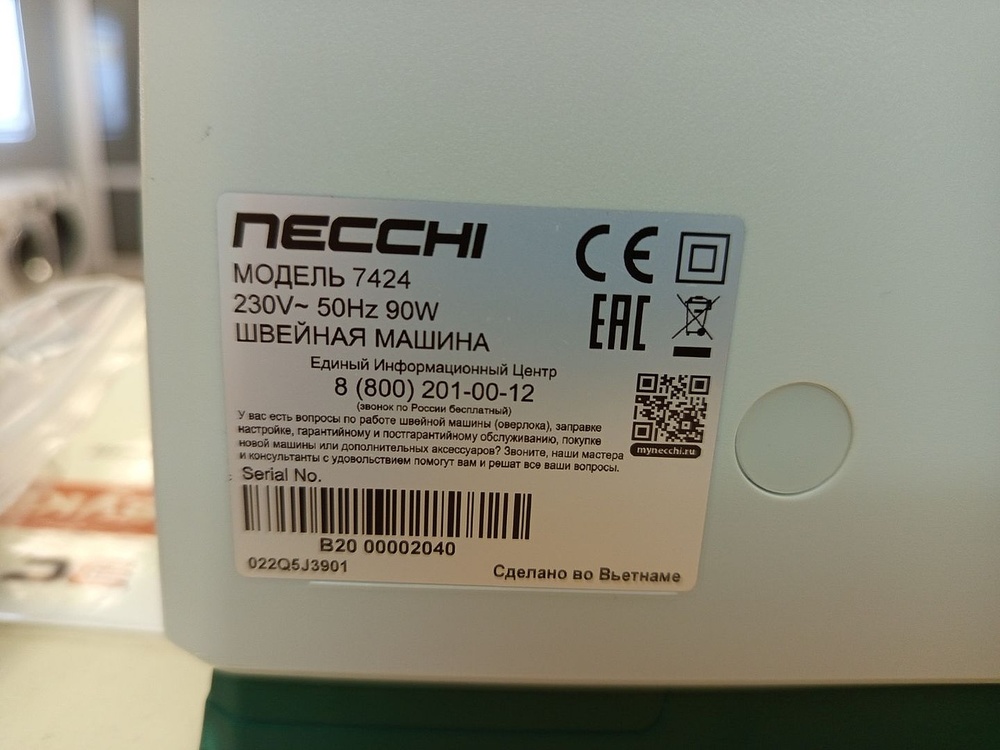 NECCHI
МОДЕЛЬ 7424
230V~ 50Hz 90W
ШВЕЙНАЯ МАШИНА
CE
EAC
Единый Информационный Центр
8 (800) 201-00-12
(звонок по России бесплатный)
У вас есть вопросы по работе швейной машины (оверлока), заправке
настройке, гарантийному и постгарантийному обслуживанию, покупке
новой машины или дополнительных аксессуаров? Звоните, наши мастера
и консультанты с удовольствием помогут вам и решат все ваши вопросы.
mynecchi.ru
Serial No.
B20 00002040
022Q5J3901
Сделано во Вьетнаме